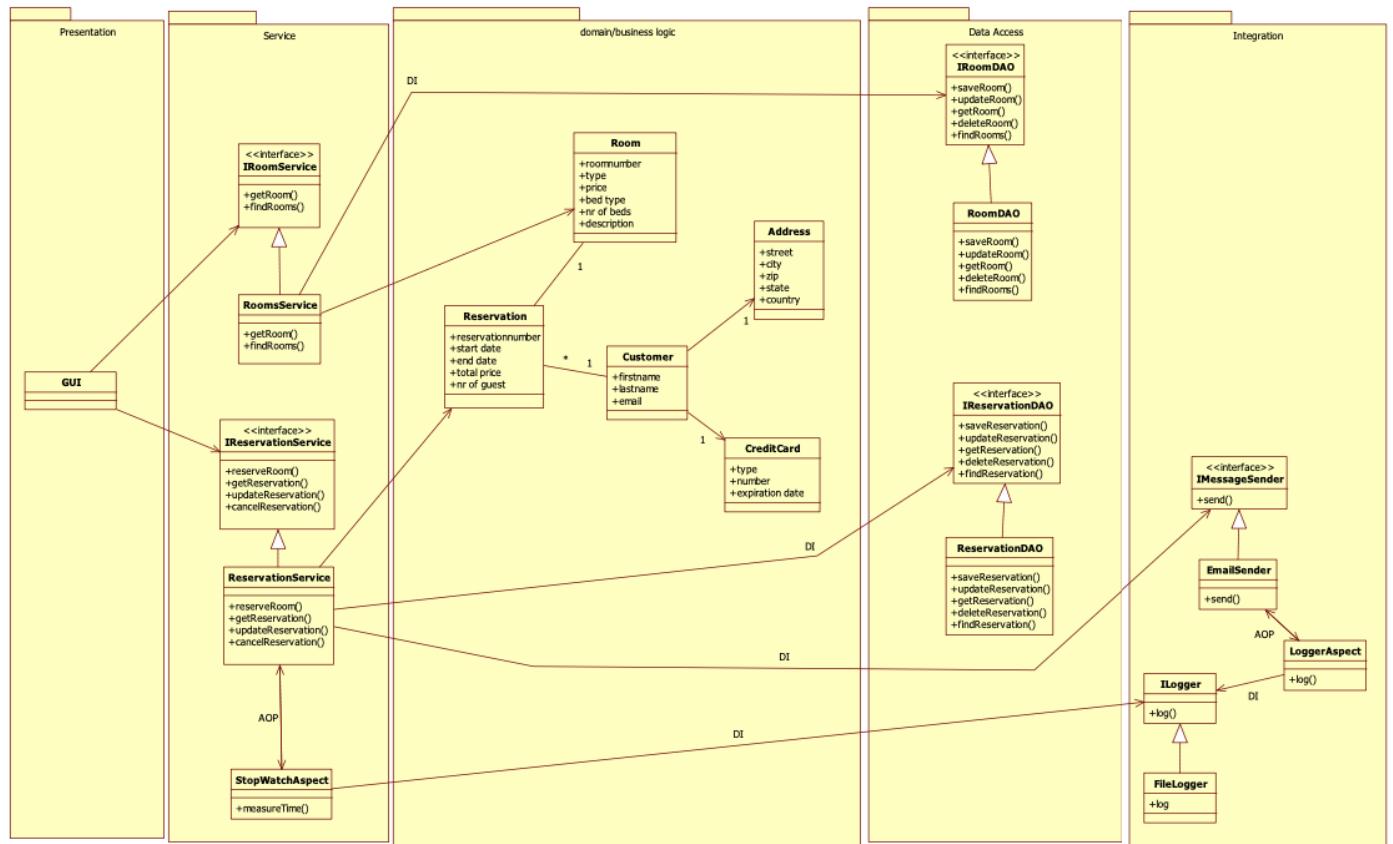 Presentation
GUI
Service
<<interface>>
IRoomService
+getRoom()
+findRooms()
RoomsService
+getRoom()
+findRooms()
<<interface>>
IReservationService
+reserveRoom()
+getReservation()
+updateReservation()
+cancelReservation()
ReservationService
+reserveRoom()
+getReservation()
+updateReservation()
+cancelReservation()
AOP
StopWatchAspect
+measureTime()
domain/business logic
DI
Room
+roomnumber
+type
+price
+bed type
+nr of beds
+description
1
Reservation
+reservationnumber
+start date
+end date
+total price
+nr of guest
*
1
Customer
+firstname
+lastname
+email
Address
+street
+city
+zip
+state
+country
1
1
CreditCard
+type
+number
+expiration date
DI
DI
DI
Data Access
<<interface>>
IRoomDAO
+saveRoom()
+updateRoom()
+getRoom()
+deleteRoom()
+findRooms()
RoomDAO
+saveRoom()
+updateRoom()
+getRoom()
+deleteRoom()
+findRooms()
<<interface>>
IReservationDAO
+saveReservation()
+updateReservation()
+getReservation()
+deleteReservation()
+findReservation()
ReservationDAO
+saveReservation()
+updateReservation()
+getReservation()
+deleteReservation()
+findReservation()
Integration
<<interface>>
IMessageSender
+send()
EmailSender
+send()
AOP
LoggerAspect
+log()
DI
ILogger
+log()
FileLogger
+log